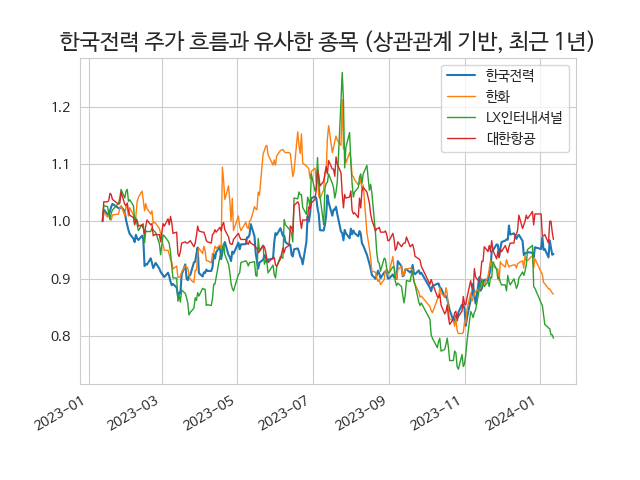 한국전력 주가 흐름과 유사한 종목 (상관관계 기반, 최근 1년)
한국전력
한화
LX인터내셔널
대한항공
1.2
1.1
1.0
0.9
0.8
2023-01
2023-03
2023-05
2023-07
2023-09
2023-11
2024-01